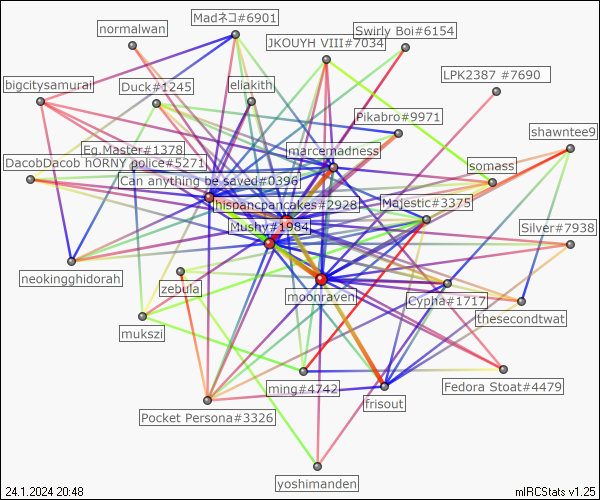 Madネコ#6901
normalwan
Swirly Boi#6154
JKOUYH VIII#7034
LPK2387 #7690
bigcitysamurai
Duck#1245
eliakith
Pikabro#9971
shawntee9
Eg.Master#1378
marcemadness
DacobDacob hORNY police#5271
somass
Can anything be saved#0396
hispancpancakes#2928
Majestic#3375
Mushy#1984
Silver#7938
neokingghidorah
zebula
moonraven
Cypha#1717
thesecondtwat
mukszi
ming#4742
Fedora Stoat#4479
frisout
Pocket Persona#3326
yoshimanden
24.1.2024 20:48
mIRCStats v1.25